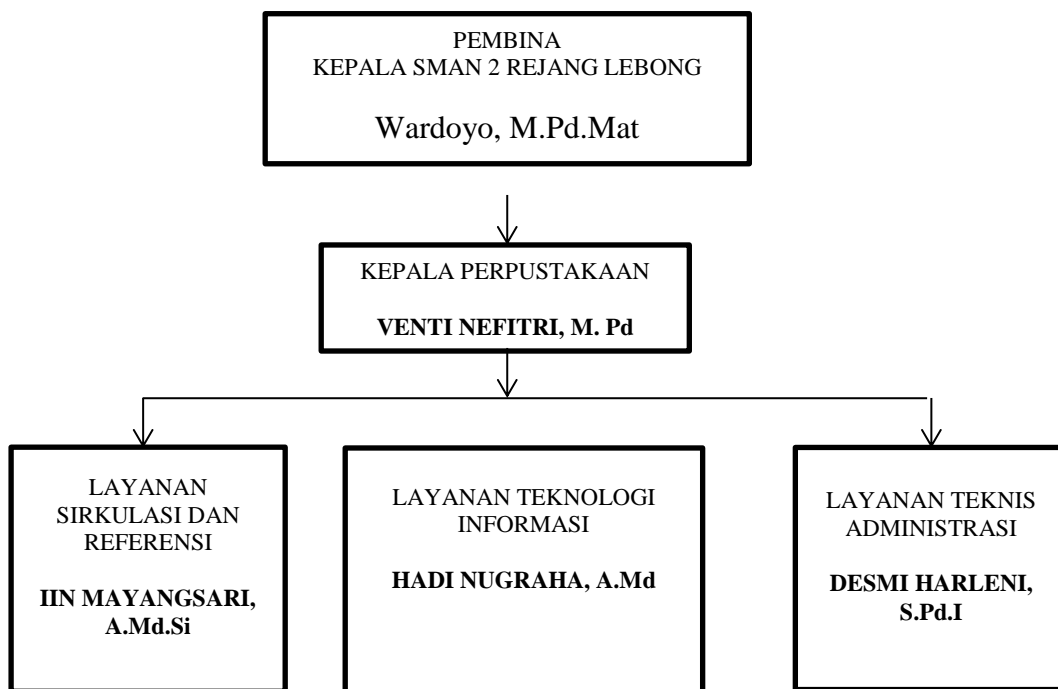 PEMBINA
KEPALA SMAN 2 REJANG LEBONG
Wardoyo, M.Pd.Mat
KEPALA PERPUSTAKAAN
VENTI NEFITRI, M. Pd
LAYANAN
SIRKULASI DAN
REFERENSI
IIN MAYANGSARI,
A.Md.Si
LAYANAN TEKNOLOGI
INFORMASI
HADI NUGRAHA, A.Md
LAYANAN TEKNIS
ADMINISTRASI
DESMI HARLENI,
S.Pd.I